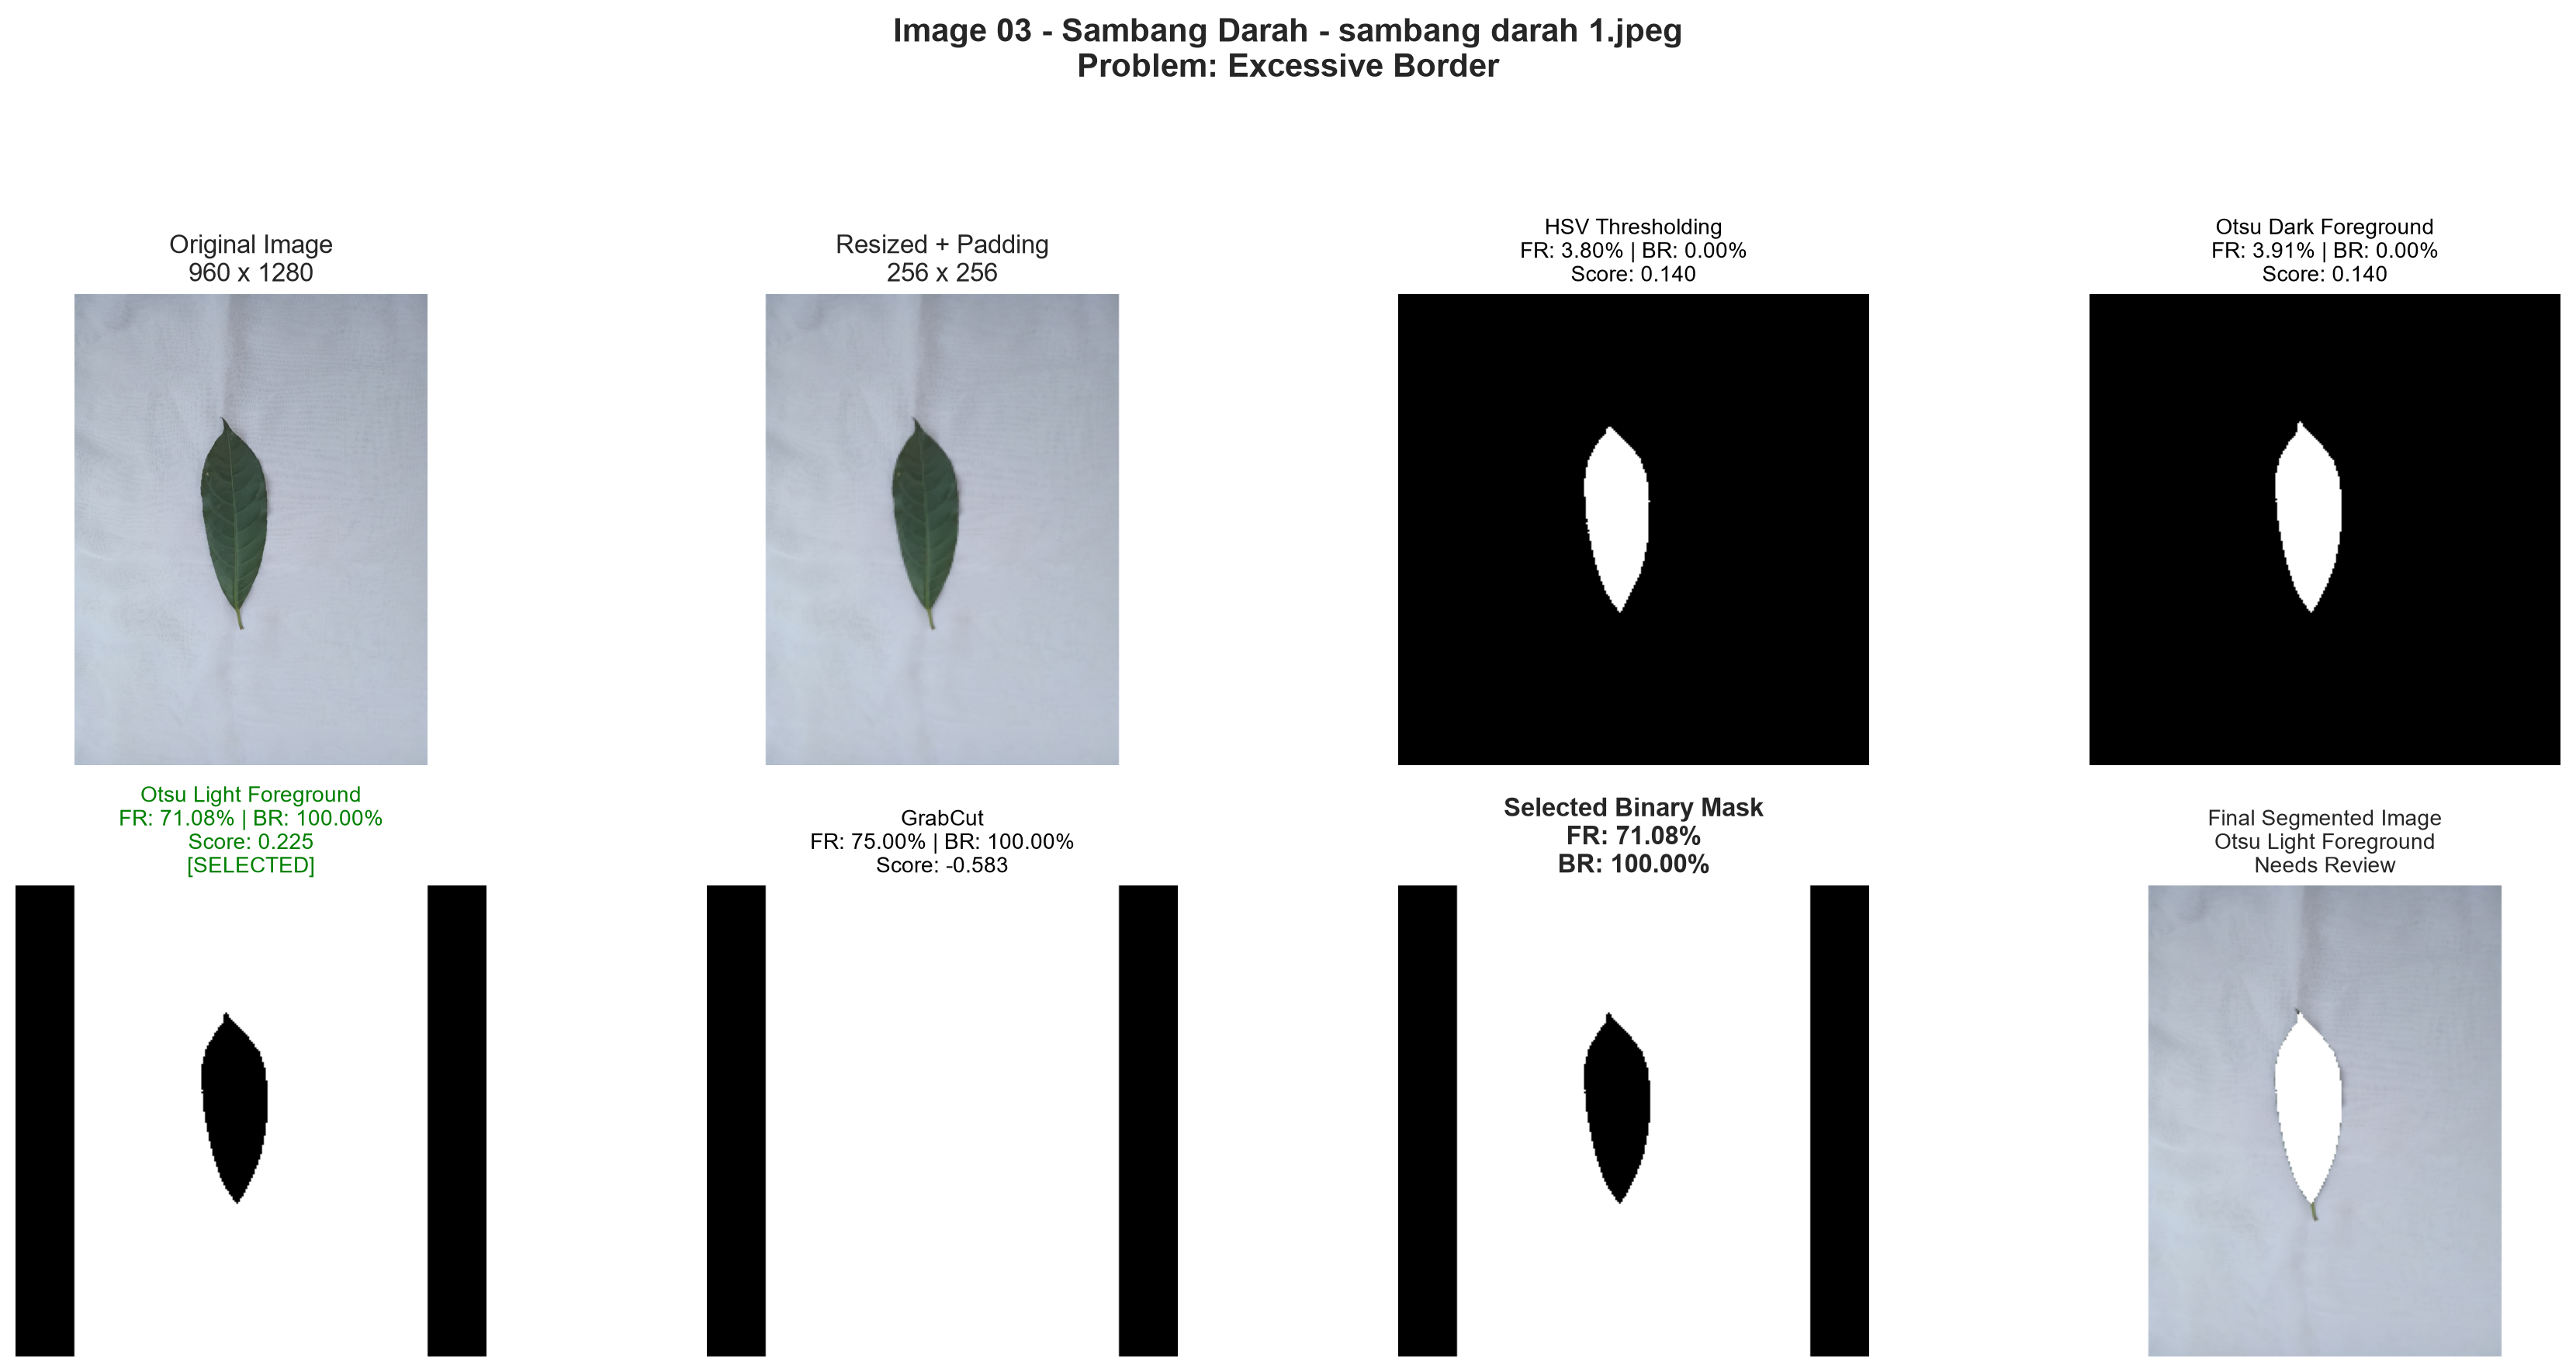 Image 03 - Sambang Darah - sambang darah 1.jpeg
Problem: Excessive Border
Original Image
960 x 1280
Resized + Padding
256 x 256
HSV Thresholding
FR: 3.80% | BR: 0.00%
Score: 0.140
Otsu Dark Foreground
FR: 3.91% | BR: 0.00%
Score: 0.140
Otsu Light Foreground
FR: 71.08% | BR: 100.00%
Score: 0.225
[SELECTED]
GrabCut
FR: 75.00% | BR: 100.00%
Score: -0.583
Selected Binary Mask
FR: 71.08%
BR: 100.00%
Final Segmented Image
Otsu Light Foreground
Needs Review